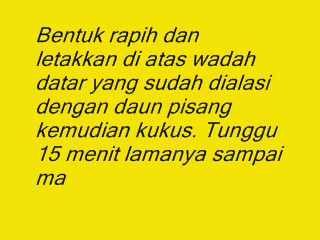 Bentuk rapih dan
letakkan di atas wadah
datar yang sudah dialasi
dengan daun pisang
kemudian kukus. Tunggu
15 menit lamanya sampai
ma